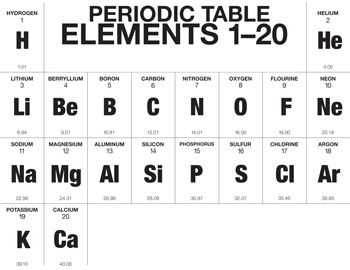 PERIODIC TABLE
ELEMENTS 1–20
HYDROGEN
1
H
1.01
HELIUM
2
He
4.00
LITHIUM
3
Li
6.94
BERRYLLIUM
4
Be
9.01
BORON
5
B
10.81
CARBON
6
C
12.01
NITROGEN
7
N
14.01
OXYGEN
8
O
16.00
FLOURINE
9
F
19.00
NEON
10
Ne
20.18
SODIUM
11
Na
22.99
MAGNESIUM
12
Mg
24.31
ALUMINUM
13
Al
26.98
SILICON
14
Si
28.09
PHOSPHORUS
15
P
30.97
SULFUR
16
S
32.07
CHLORINE
17
Cl
35.45
ARGON
18
Ar
39.95
POTASSIUM
19
K
39.10
CALCIUM
20
Ca
40.08